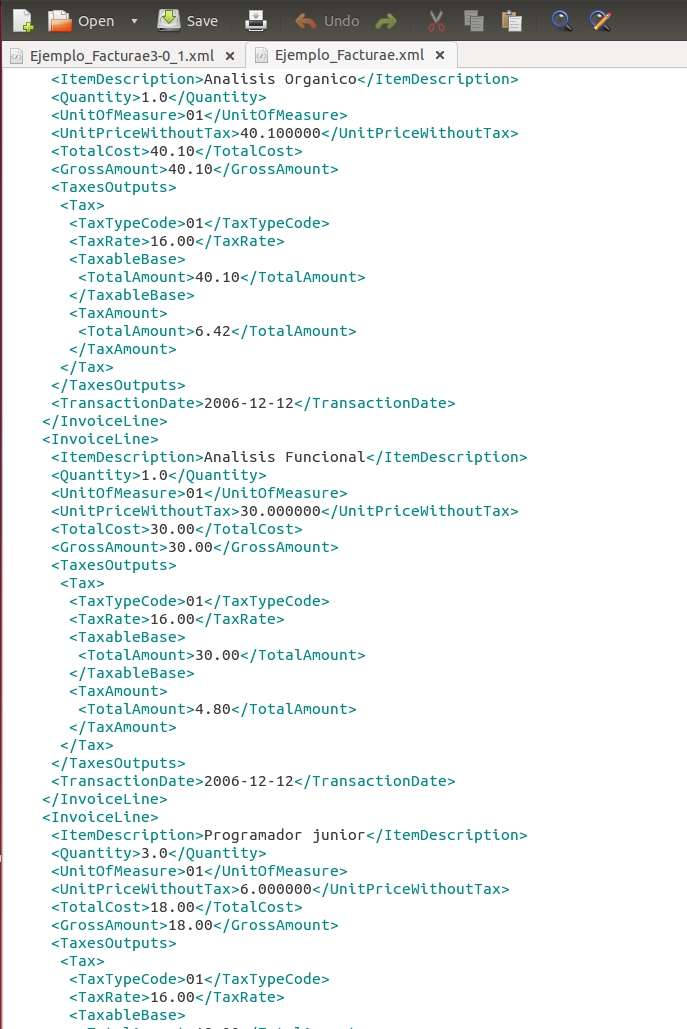 Open Save Undo
Ejemplo_Facturae3-0_1.xml × Ejemplo_Facturae.xml ×
<ItemDescription>Analisis Organico</ItemDescription>
<Quantity>1.0</Quantity>
<UnitOfMeasure>01</UnitOfMeasure>
<UnitPriceWithoutTax>40.100000</UnitPriceWithoutTax>
<TotalCost>40.10</TotalCost>
<GrossAmount>40.10</GrossAmount>
<TaxesOutputs>
<Tax>
<TaxTypeCode>01</TaxTypeCode>
<TaxRate>16.00</TaxRate>
<TaxableBase>
<TotalAmount>40.10</TotalAmount>
</TaxableBase>
<TaxAmount>
<TotalAmount>6.42</TotalAmount>
</TaxAmount>
</Tax>
</TaxesOutputs>
<TransactionDate>2006-12-12</TransactionDate>
</InvoiceLine>
<InvoiceLine>
<ItemDescription>Analisis Funcional</ItemDescription>
<Quantity>1.0</Quantity>
<UnitOfMeasure>01</UnitOfMeasure>
<UnitPriceWithoutTax>30.000000</UnitPriceWithoutTax>
<TotalCost>30.00</TotalCost>
<GrossAmount>30.00</GrossAmount>
<TaxesOutputs>
<Tax>
<TaxTypeCode>01</TaxTypeCode>
<TaxRate>16.00</TaxRate>
<TaxableBase>
<TotalAmount>30.00</TotalAmount>
</TaxableBase>
<TaxAmount>
<TotalAmount>4.80</TotalAmount>
</TaxAmount>
</Tax>
</TaxesOutputs>
<TransactionDate>2006-12-12</TransactionDate>
</InvoiceLine>
<InvoiceLine>
<ItemDescription>Programador junior</ItemDescription>
<Quantity>3.0</Quantity>
<UnitOfMeasure>01</UnitOfMeasure>
<UnitPriceWithoutTax>6.000000</UnitPriceWithoutTax>
<TotalCost>18.00</TotalCost>
<GrossAmount>18.00</GrossAmount>
<TaxesOutputs>
<Tax>
<TaxTypeCode>01</TaxTypeCode>
<TaxRate>16.00</TaxRate>
<TaxableBase>